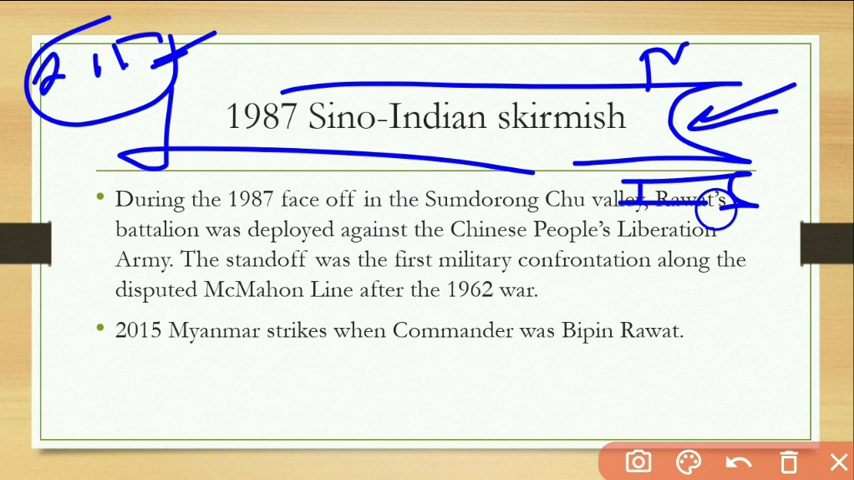 1987 Sino-Indian skirmish
During the 1987 face off in the Sumdorong Chu valley, Rawat's
battalion was deployed against the Chinese People's Liberation
Army. The standoff was the first military confrontation along the
disputed McMahon Line after the 1962 war.
2015 Myanmar strikes when Commander was Bipin Rawat.